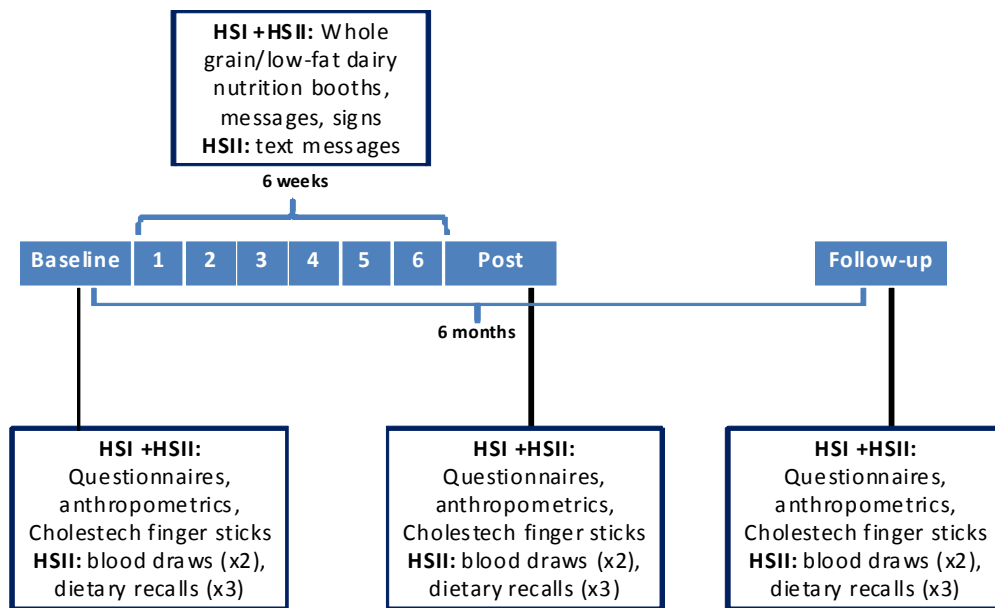 HSI +HSII: Whole
grain/low-fat dairy
nutrition booths,
messages, signs
HSII: text messages
6 weeks
Baseline 1 2 3 4 5 6 Post Follow-up
6 months
HSI +HSII:
Questionnaires,
anthropometrics,
Cholestech finger sticks
HSII: blood draws (x2),
dietary recalls (x3)
HSI +HSII:
Questionnaires,
anthropometrics,
Cholestech finger sticks
HSII: blood draws (x2),
dietary recalls (x3)
HSI +HSII:
Questionnaires,
anthropometrics,
Cholestech finger sticks
HSII: blood draws (x2),
dietary recalls (x3)